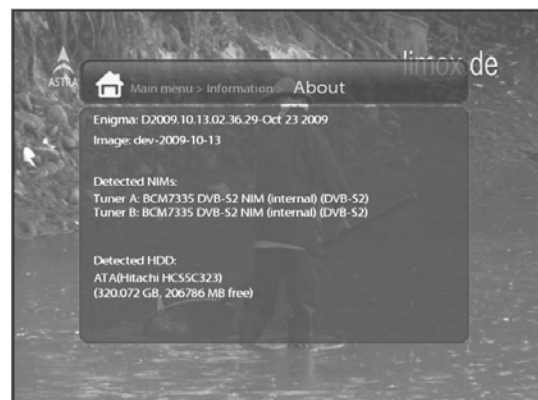 limox de
ASTRA
Main menu > Information > About
Enigma: D2009.10.13.02.36.29-Oct 23 2009
Image: dev-2009-10-13
Detected NIMs:
Tuner A: BCM7335 DVB-S2 NIM (internal) (DVB-S2)
Tuner B: BCM7335 DVB-S2 NIM (internal) (DVB-S2)
Detected HDD:
ATA(Hitachi HCS5C323)
(320.072 GB, 206786 MB free)